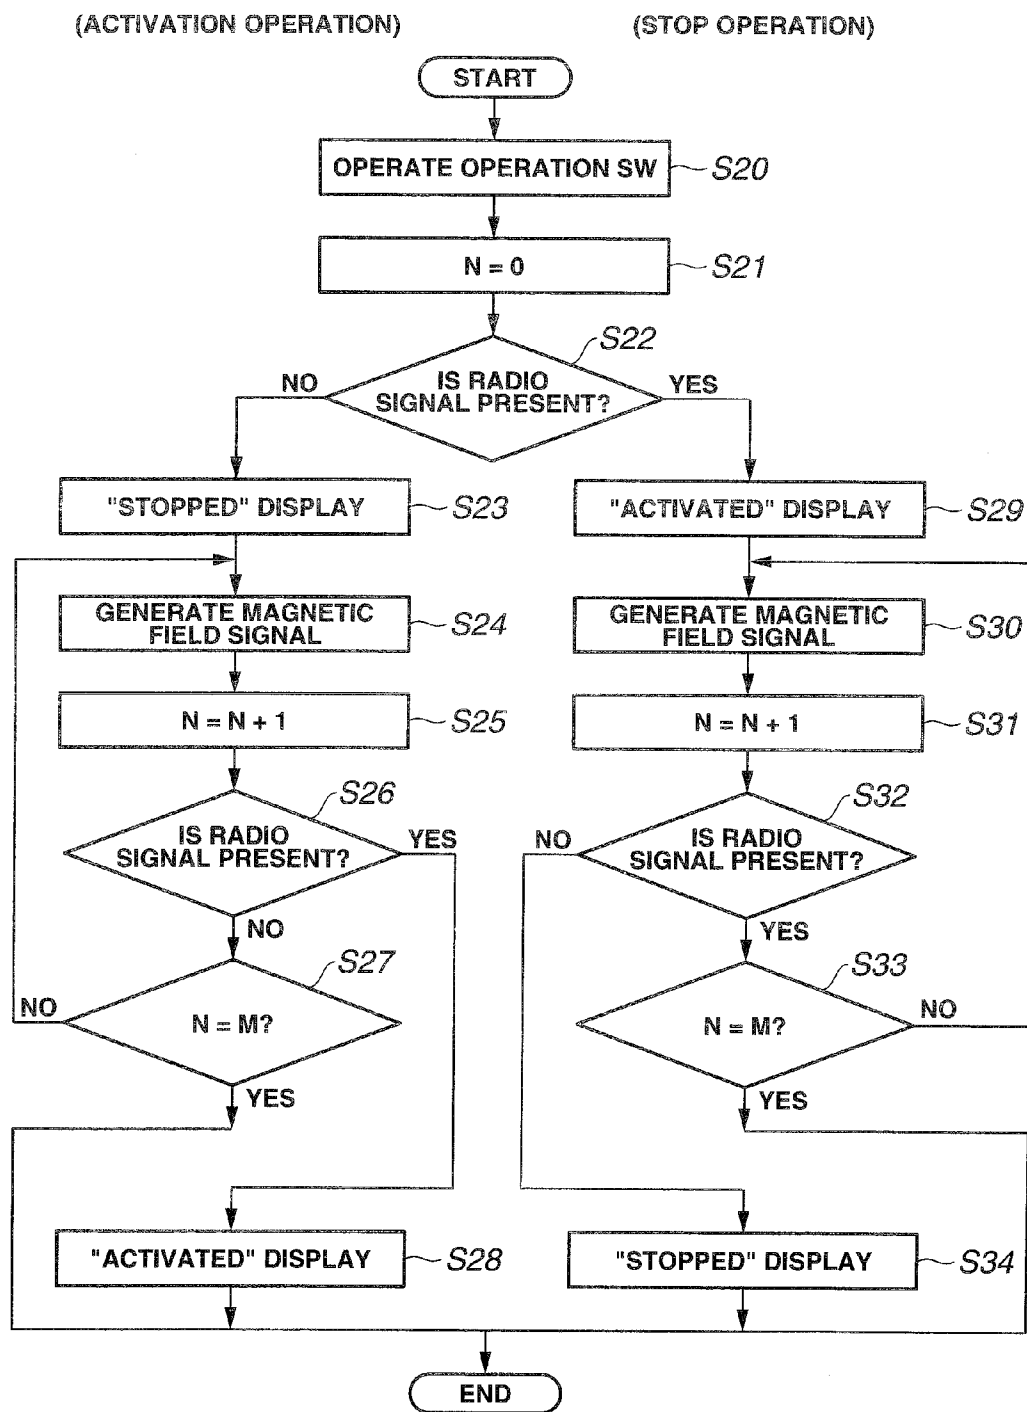 (ACTIVATION OPERATION)
(STOP OPERATION)
START
OPERATE OPERATION SW
S20
N = 0
S21
S22
IS RADIO
SIGNAL PRESENT?
NO
YES
"STOPPED" DISPLAY
S23
"ACTIVATED" DISPLAY
S29
GENERATE MAGNETIC
FIELD SIGNAL
S24
GENERATE MAGNETIC
FIELD SIGNAL
S30
N = N + 1
S25
N = N + 1
S31
S26
IS RADIO
SIGNAL PRESENT?
YES
NO
S32
IS RADIO
SIGNAL PRESENT?
NO
YES
S27
N = M?
NO
YES
S33
N = M?
NO
YES
"ACTIVATED" DISPLAY
S28
"STOPPED" DISPLAY
S34
END